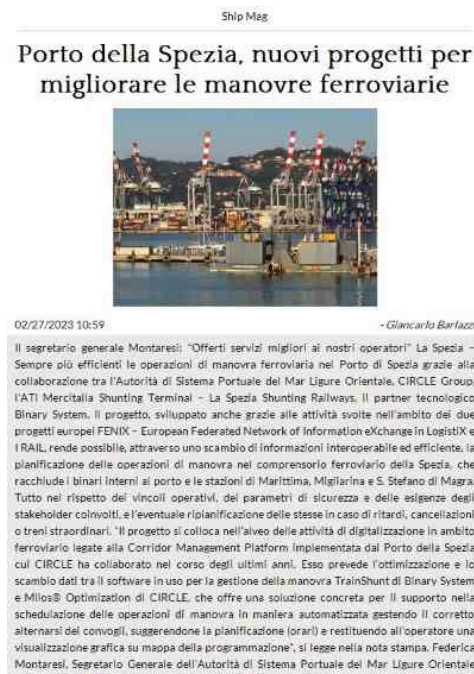 Ship Mag
Porto della Spezia, nuovi progetti per
migliorare le manovre ferroviarie
02/27/2023 10:59
- Giancarlo Barlazzi
Il segretario generale Montaresi: "Offerti servizi migliori ai nostri operatori" La Spezia –
Sempre più efficienti le operazioni di manovra ferroviaria nel Porto di Spezia grazie alla
collaborazione tra l'Autorità di Sistema Portuale del Mar Ligure Orientale, CIRCLE Group,
l'ATI Mercitalia Shunting Terminal – La Spezia Shunting Railways. Il partner tecnologico
Binary System. Il progetto, sviluppato anche grazie alle attività svolte nell'ambito dei due
progetti europei FENIX – European Federated Network of Information eXchange in LogistiX e
I RAIL, rende possibile, attraverso uno scambio di informazioni interoperabile ed efficiente, la
pianificazione delle operazioni di manovra nel comprensorio ferroviario della Spezia, che
racchiude i binari interni al porto e le stazioni di Marittima, Migliarina e S. Stefano di Magra.
Tutto nel rispetto dei vincoli operativi, dei parametri di sicurezza e delle esigenze degli
stakeholder coinvolti, e l'eventuale ripianificazione delle stesse in caso di ritardi, cancellazioni
o treni straordinari. "Il progetto si colloca nell'alveo delle attività di digitalizzazione in ambito
ferroviario legate alla Corridor Management Platform implementata dal Porto della Spezia
cui CIRCLE ha collaborato nel corso degli ultimi anni. Esso prevede l'ottimizzazione e lo
scambio dati tra il software in uso per la gestione della manovra TrainShunt di Binary System
e Milos® Optimization di CIRCLE, che offre una soluzione concreta per il supporto nella
schedulazione delle operazioni di manovra in maniera automatizzata gestendo il corretto
alternarsi dei convogli, suggerendone la pianificazione (orari) e restituendo all'operatore una
visualizzazione grafica su mappa della programmazione", si legge nella nota stampa. Federica
Montaresi, Segretario Generale dell'Autorità di Sistema Portuale del Mar Ligure Orientale